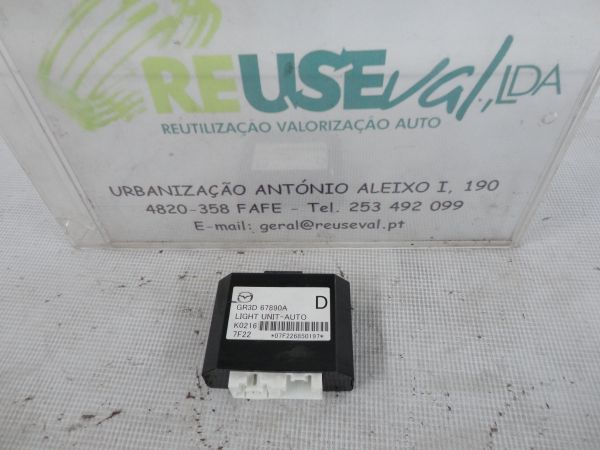 REUSEval, LDA
REUTILIZAÇÃO VALORIZAÇÃO AUTO
URBANIZAÇÃO ANTÓNIO ALEIXO I, 190
4820-358 FAFE - Tel. 253 492 099
E-mail: geral@reuseval.pt
D
GR3D 67890A
LIGHT UNIT-AUTO
K0216
7F22 *07F226850197*